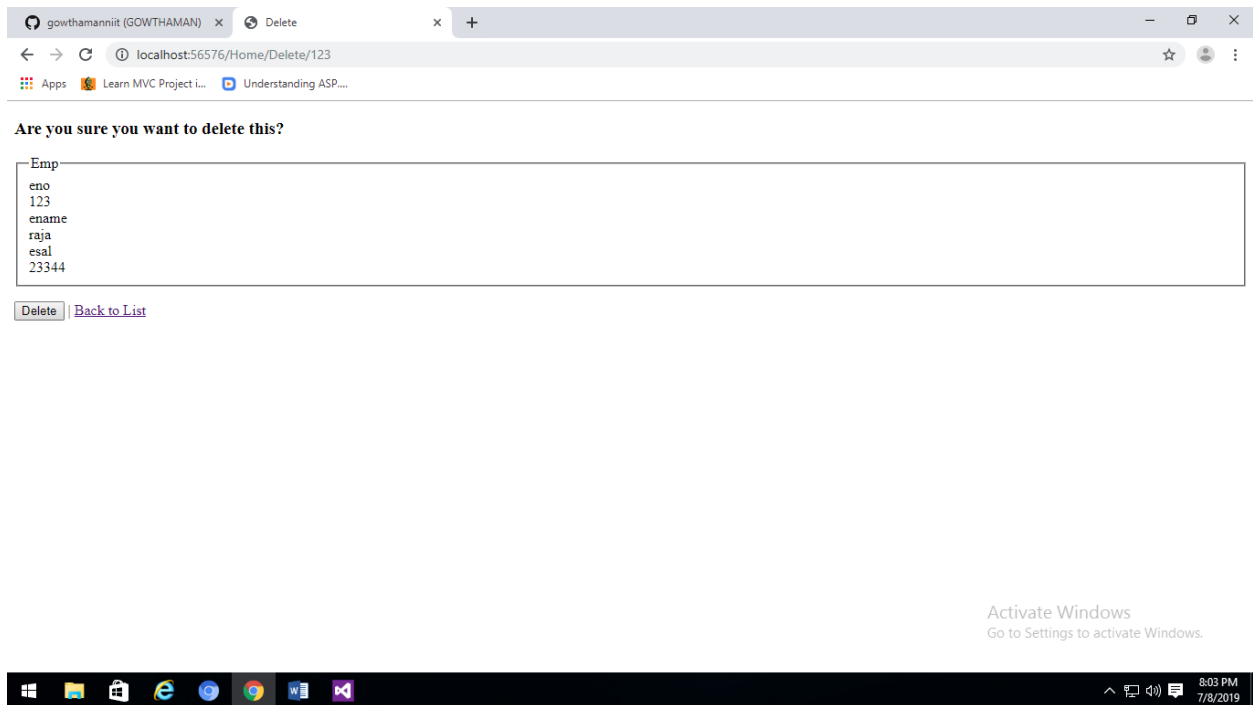 gowthamanniit (GOWTHAMAN) Delete
localhost:56576/Home/Delete/123
Apps Learn MVC Project i... Understanding ASP....
Are you sure you want to delete this?
Emp
eno
123
ename
raja
esal
23344
Delete | Back to List
Activate Windows
Go to Settings to activate Windows.
8:03 PM
7/8/2019